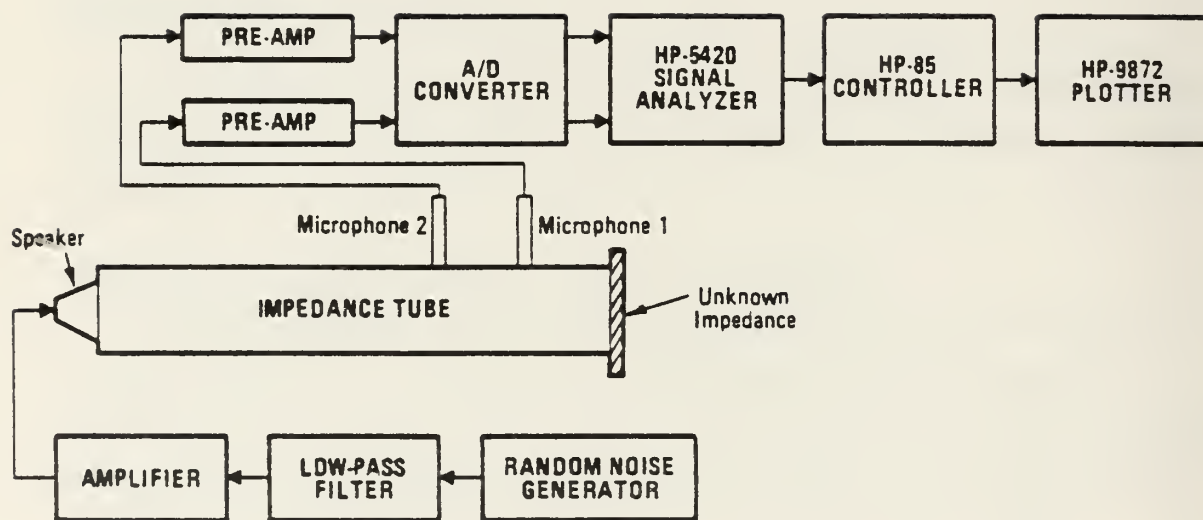 PRE-AMP
A/D
CONVERTER
HP-5420
SIGNAL
ANALYZER
HP-85
CONTROLLER
HP-9872
PLOTTER
PRE-AMP
Microphone 2
Microphone 1
Speaker
IMPEDANCE TUBE
Unknown
Impedance
AMPLIFIER
LOW-PASS
FILTER
RANDOM NOISE
GENERATOR